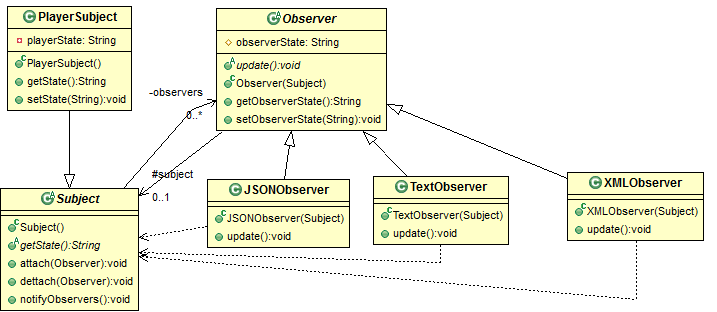 PlayerSubject
playerState: String
PlayerSubject()
getState():String
setState(String):void
Observer
observerState: String
update():void
Observer(Subject)
getObserverState():String
setObserverState(String):void
-observers
0..*
#subject
0..1
Subject
Subject()
getState():String
attach(Observer):void
dettach(Observer):void
notifyObservers():void
JSONObserver
JSONObserver(Subject)
update():void
TextObserver
TextObserver(Subject)
update():void
XMLObserver
XMLObserver(Subject)
update():void